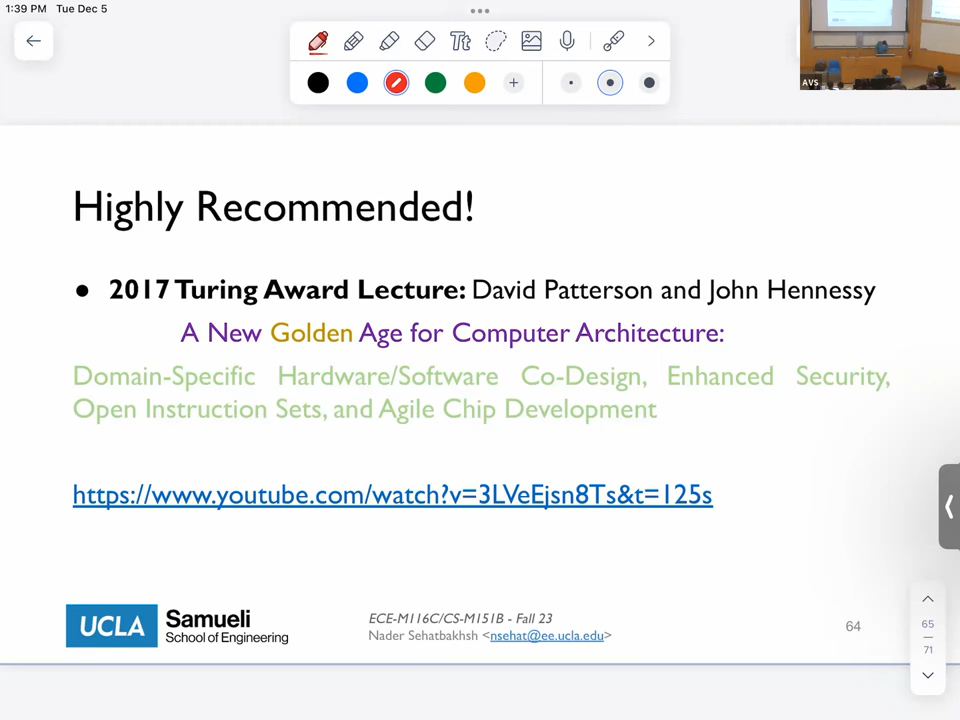 1:39 PM Tue Dec 5
Tt
AVS
Highly Recommended!
● 2017 Turing Award Lecture: David Patterson and John Hennessy
A New Golden Age for Computer Architecture:
Domain-Specific Hardware/Software Co-Design, Enhanced Security,
Open Instruction Sets, and Agile Chip Development
https://www.youtube.com/watch?v=3LVeEjsn8Ts&t=125s
UCLA Samueli
School of Engineering
ECE-M116C/CS-M151B - Fall 23
Nader Sehatbakhsh <nsehat@ee.ucla.edu>
64
65
71